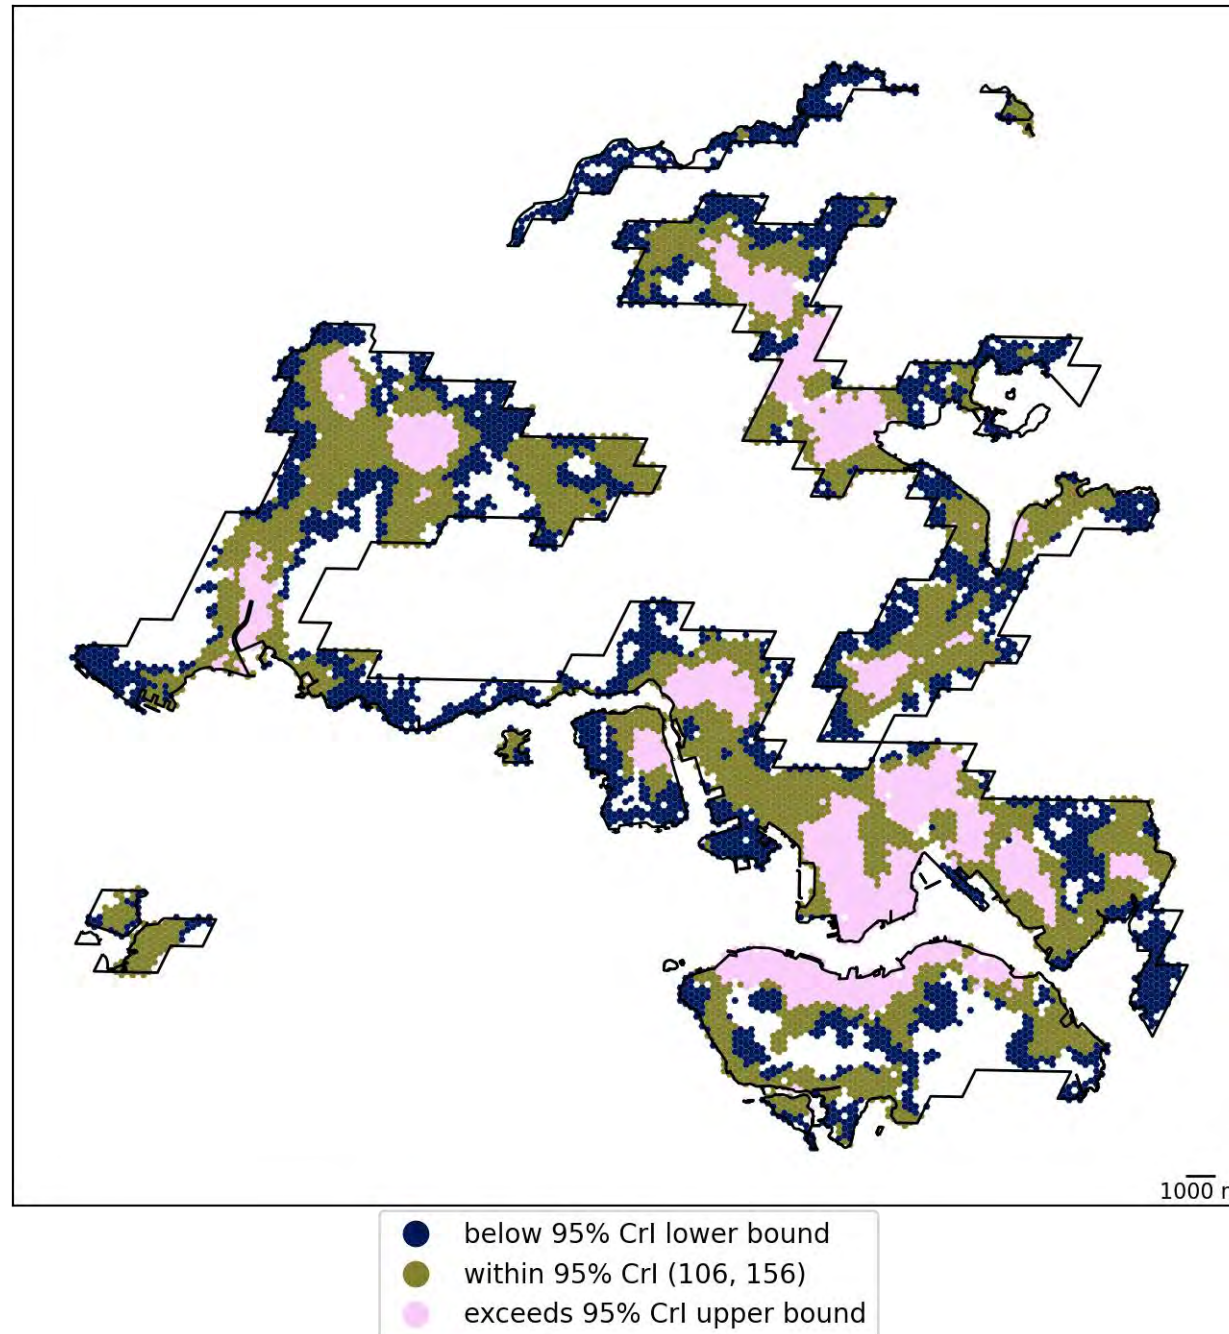 1000 r
below 95% CrI lower bound
within 95% CrI (106, 156)
exceeds 95% CrI upper bound